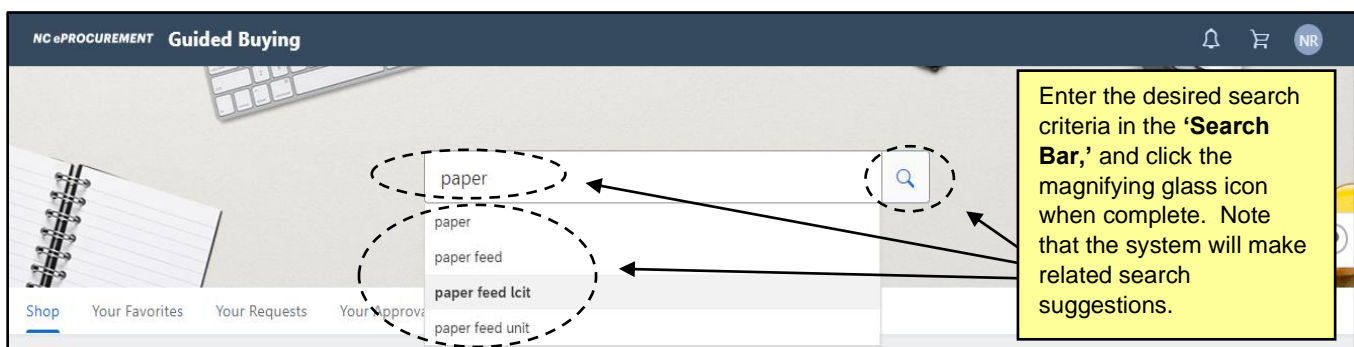 NC ePROCUREMENT Guided Buying
NR
Enter the desired search
criteria in the ‘Search
Bar,’ and click the
magnifying glass icon
when complete. Note
that the system will make
related search
suggestions.
paper
paper
paper feed
paper feed lcit
paper feed unit
Shop Your Favorites Your Requests Your Approva